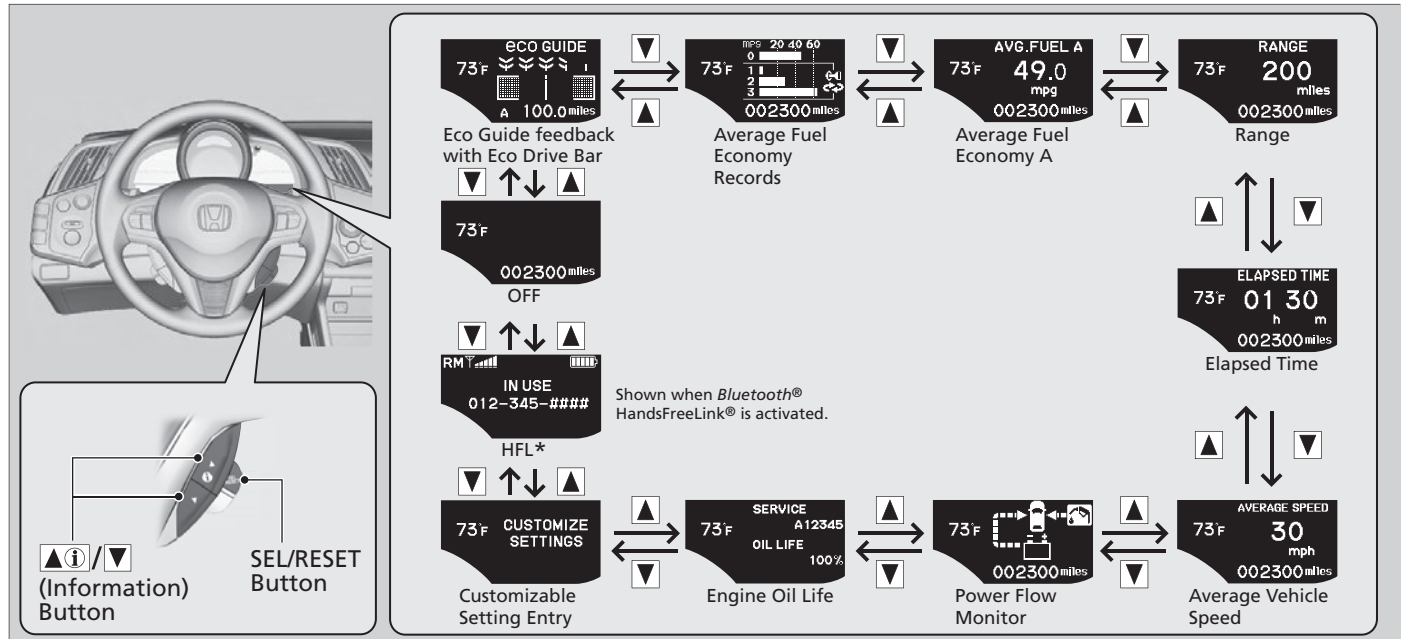 eco GUIDE
73°F
A 100.0 miles
Eco Guide feedback
with Eco Drive Bar
▼
▲
mpg 20 40 60
0
73°F
1
2
3
002300 miles
Average Fuel
Economy
Records
▼
▲
AVG.FUEL A
73°F
49.0
mpg
002300 miles
Average Fuel
Economy A
▼
▲
RANGE
73°F
200
miles
002300 miles
Range
▼ ▲
73°F
002300 miles
OFF
▲ ▼
ELAPSED TIME
73°F
01 30
h m
002300 miles
Elapsed Time
▼ ▲
RM
IN USE
012-345-####
HFL*
Shown when Bluetooth®
HandsFreeLink® is activated.
▲ ▼
▼ ▲
73°F
CUSTOMIZE
SETTINGS
Customizable
Setting Entry
▲
▼
SERVICE
A12345
73°F
OIL LIFE
100%
Engine Oil Life
▲
▼
73°F
002300 miles
Power Flow
Monitor
▲
▼
AVERAGE SPEED
73°F
30
mph
002300 miles
Average Vehicle
Speed
▲ⓘ/▼
(Information)
Button
SEL/RESET
Button